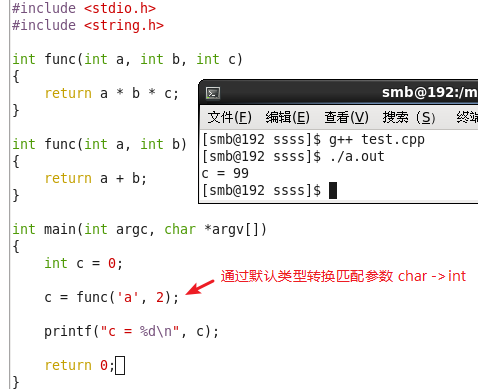 #include <stdio.h>
#include <string.h>
int func(int a, int b, int c)
{
    return a * b * c;
}
int func(int a, int b)
{
    return a + b;
}
int main(int argc, char *argv[])
{
    int c = 0;
    c = func('a', 2);
    printf("c = %d\n", c);
    return 0;
}
smb@192:/m
文件(F) 编辑(E) 查看(V) 搜索(S) 终端
[smb@192 ssss]$ g++ test.cpp
[smb@192 ssss]$ ./a.out
c = 99
[smb@192 ssss]$
通过默认类型转换匹配参数 char ->int